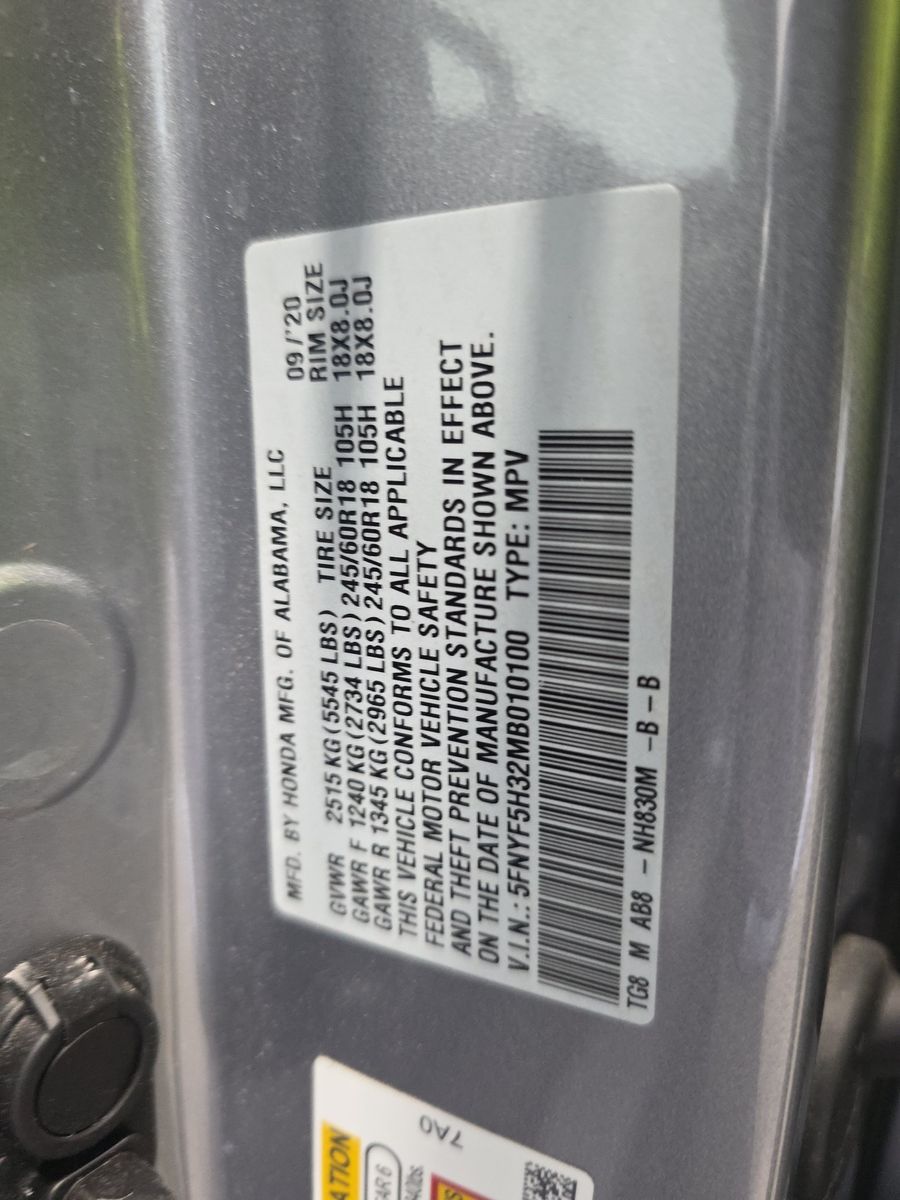 MFD. BY HONDA MFG. OF ALABAMA, LLC 09/'20
GVWR 2515 KG (5545 LBS) TIRE SIZE RIM SIZE
GAWR F 1240 KG (2734 LBS) 245/60R18 105H 18X8.0J
GAWR R 1345 KG (2965 LBS) 245/60R18 105H 18X8.0J
THIS VEHICLE CONFORMS TO ALL APPLICABLE
FEDERAL MOTOR VEHICLE SAFETY
AND THEFT PREVENTION STANDARDS IN EFFECT
ON THE DATE OF MANUFACTURE SHOWN ABOVE.
V.I.N.: 5FNYF5H32MB010100 TYPE: MPV
TG8 M AB8 - NH830M - B - B
7A0